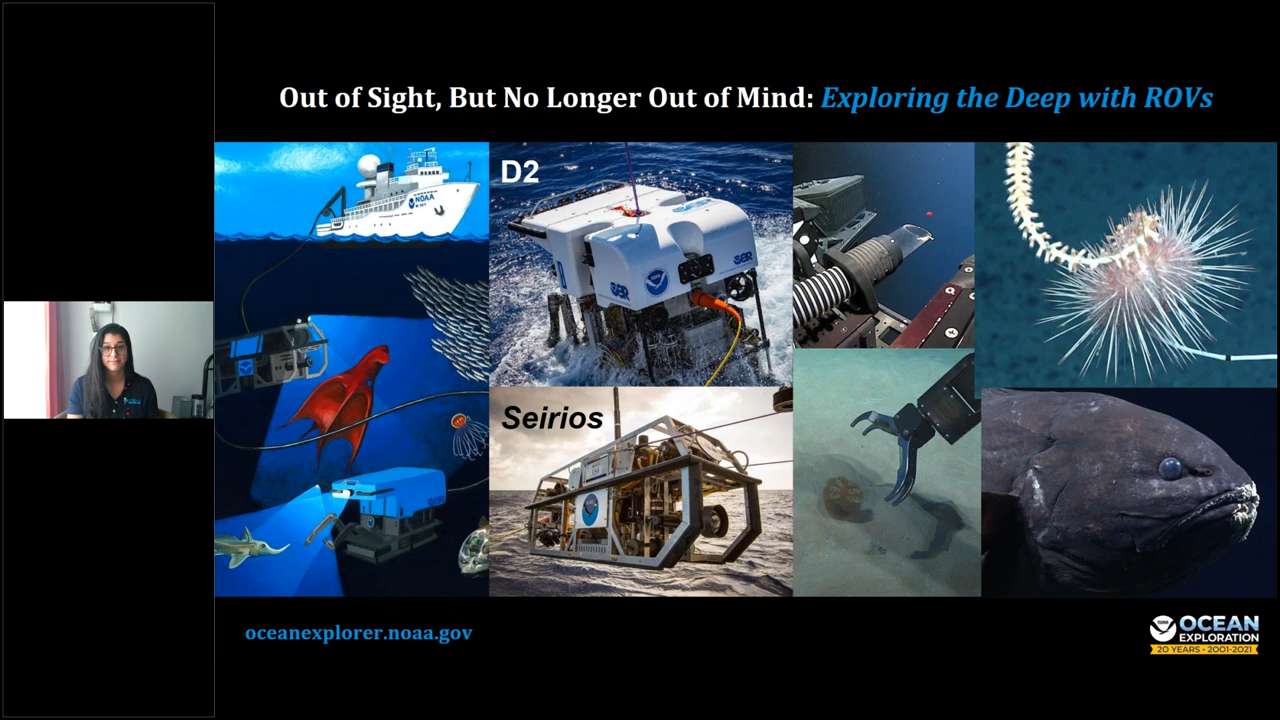 Out of Sight, But No Longer Out of Mind: Exploring the Deep with ROVs
NOAA
D2
Seirios
oceanexplorer.noaa.gov
OCEAN
EXPLORATION
20 YEARS • 2001-2021